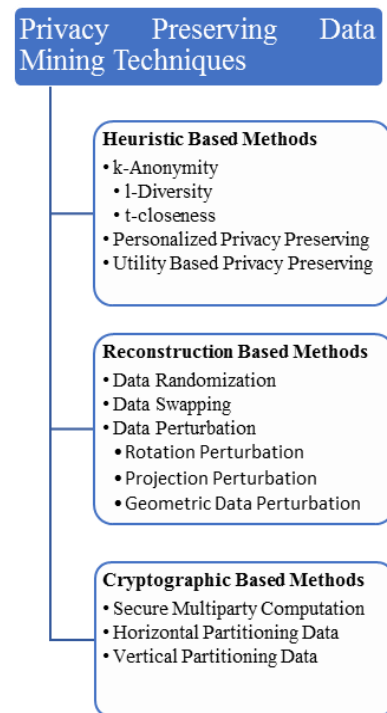 Privacy Preserving Data
Mining Techniques
Heuristic Based Methods
• k-Anonymity
• l-Diversity
• t-closeness
• Personalized Privacy Preserving
• Utility Based Privacy Preserving
Reconstruction Based Methods
• Data Randomization
• Data Swapping
• Data Perturbation
• Rotation Perturbation
• Projection Perturbation
• Geometric Data Perturbation
Cryptographic Based Methods
• Secure Multiparty Computation
• Horizontal Partitioning Data
• Vertical Partitioning Data